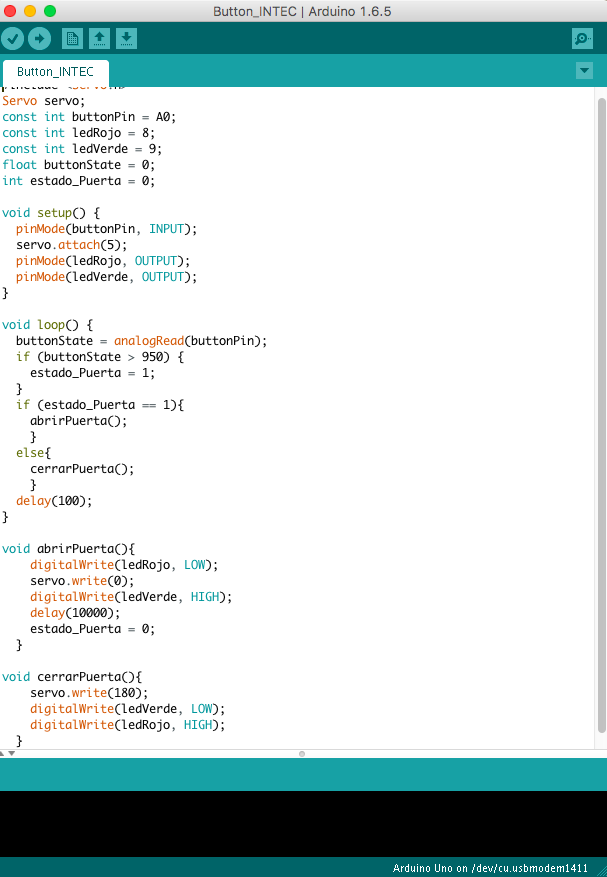 Button_INTEC | Arduino 1.6.5
Button_INTEC
Servo servo;
const int buttonPin = A0;
const int ledRojo = 8;
const int ledVerde = 9;
float buttonState = 0;
int estado_Puerta = 0;
void setup() {
pinMode(buttonPin, INPUT);
servo.attach(5);
pinMode(ledRojo, OUTPUT);
pinMode(ledVerde, OUTPUT);
}
void loop() {
buttonState = analogRead(buttonPin);
if (buttonState > 950) {
estado_Puerta = 1;
}
if (estado_Puerta == 1){
abrirPuerta();
}
else{
cerrarPuerta();
}
delay(100);
}
void abrirPuerta(){
digitalWrite(ledRojo, LOW);
servo.write(0);
digitalWrite(ledVerde, HIGH);
delay(10000);
estado_Puerta = 0;
}
void cerrarPuerta(){
servo.write(180);
digitalWrite(ledVerde, LOW);
digitalWrite(ledRojo, HIGH);
}
Arduino Uno on /dev/cu.usbmodem1411